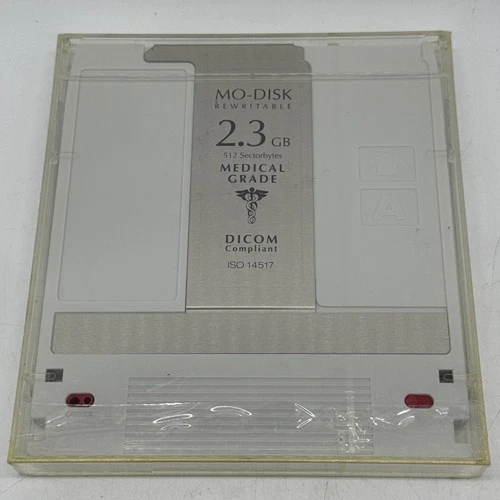 MO-DISK
REWRITABLE
2.3 GB
512 Sectorbytes
MEDICAL
GRADE
DICOM
Compliant
ISO 14517
A